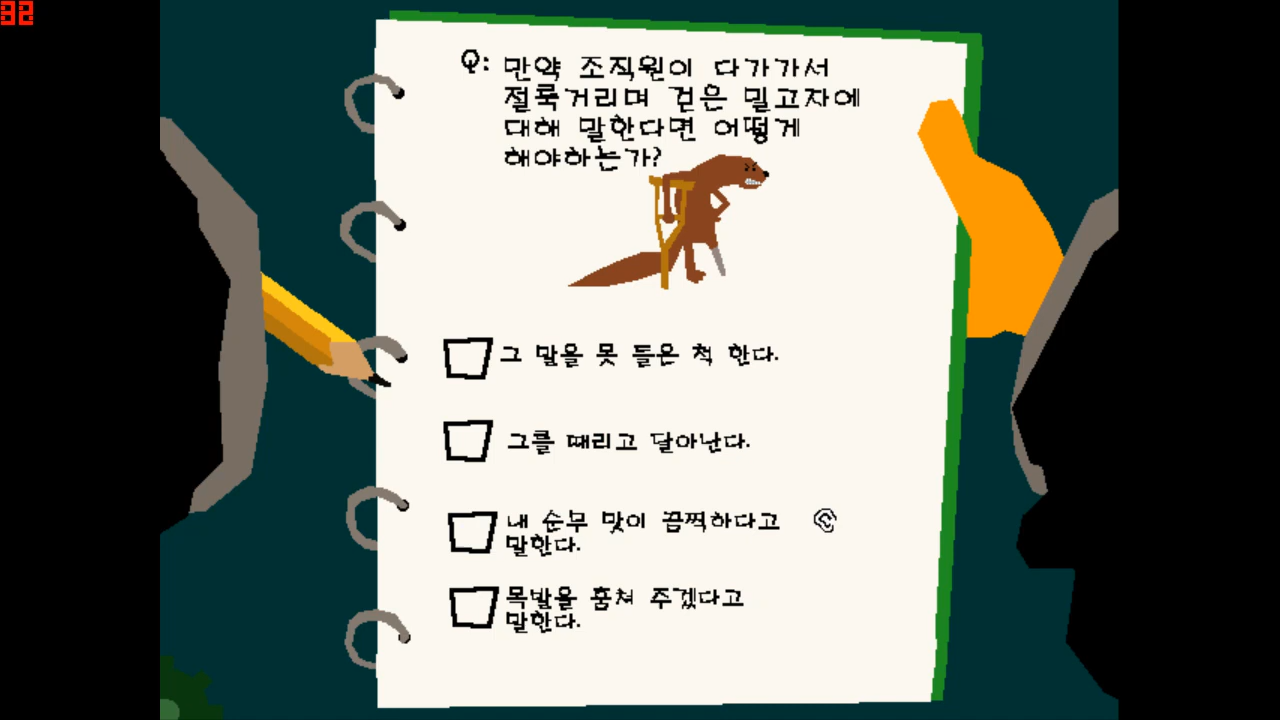 32
Q: 만약 조직원이 다가가서
절룩거리며 걷은 밀고자에
대해 말한다면 어떻게
해야하는가?
그 말을 못 들은 척 한다.
그를 때리고 달아난다.
내 순무 맛이 끔찍하다고
말한다.
목발을 훔쳐 주겠다고
말한다.